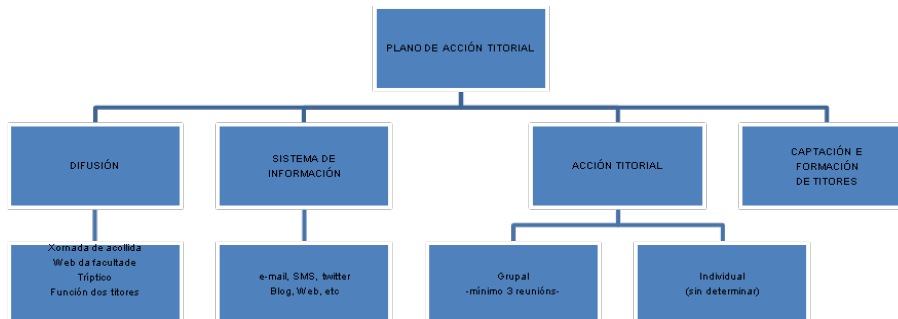 PLANO DE ACCIÓN TITORIAL
DIFUSIÓN
SISTEMA DE
INFORMACIÓN
ACCIÓN TITORIAL
CAPTACIÓN E
FORMACIÓN
DE TITORES
Xornada de acollida
Web da facultade
Tríptico
Función dos titores
e-mail, SMS, twitter
Blog, Web, etc
Grupal
-mínimo 3 reunións-
Individual
(sin determinar)